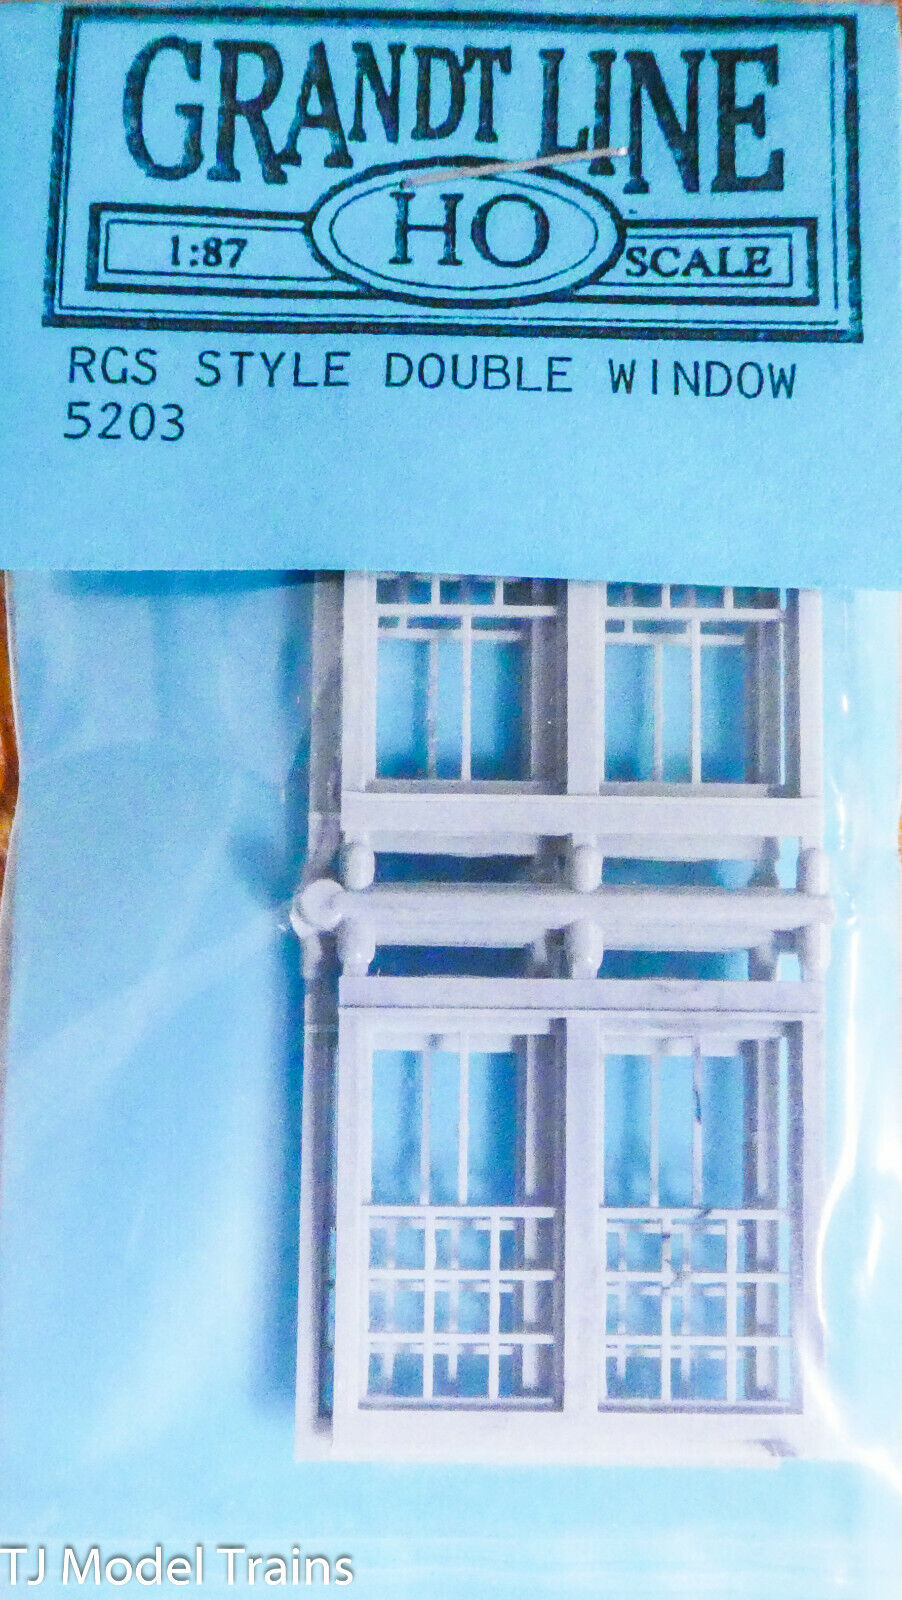 GRANDT LINE
1:87 HO SCALE
RGS STYLE DOUBLE WINDOW
5203
TJ Model Trains